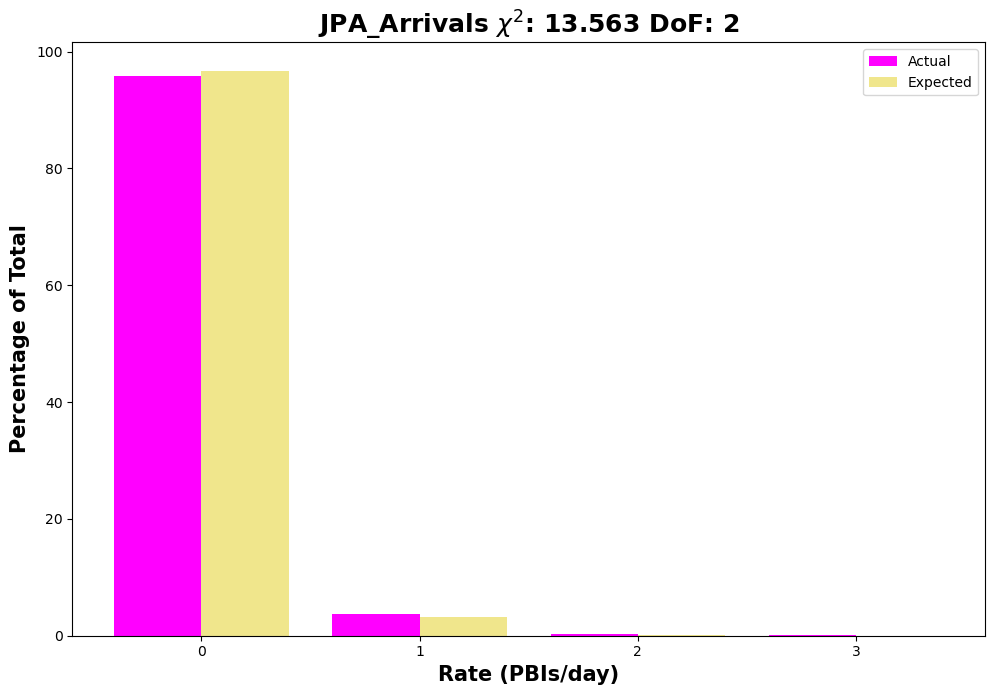 JPA_Arrivals χ²: 13.563 DoF: 2
100
80
60
40
20
0
Percentage of Total
Actual
Expected
0 1 2 3
Rate (PBIs/day)